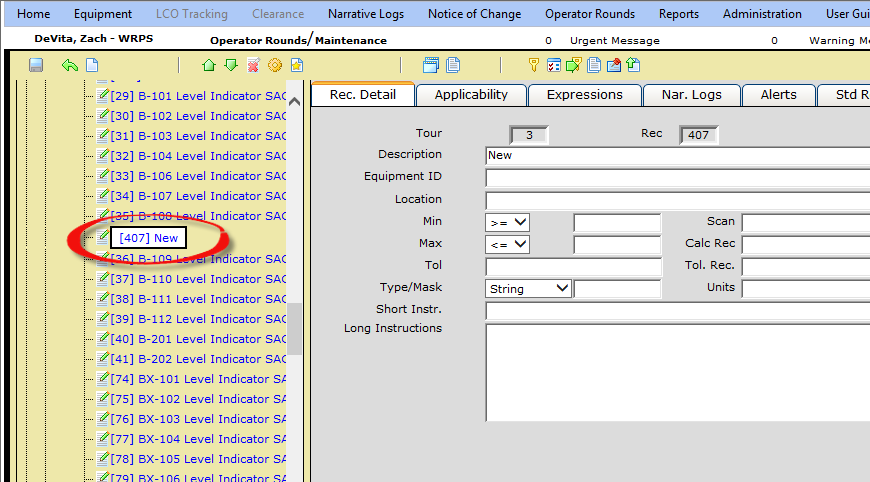 Home Equipment LCO Tracking Clearance Narrative Logs Notice of Change Operator Rounds Reports Administration User Gui
DeVita, Zach - WRPS Operator Rounds/Maintenance 0 Urgent Message 0 Warning Me
[29] B-101 Level Indicator SAC
[30] B-102 Level Indicator SAC
[31] B-103 Level Indicator SAC
[32] B-104 Level Indicator SAC
[33] B-106 Level Indicator SAC
[34] B-107 Level Indicator SAC
[35] B-108 Level Indicator SAC
[407] New
[36] B-109 Level Indicator SAC
[37] B-110 Level Indicator SAC
[38] B-111 Level Indicator SAC
[39] B-112 Level Indicator SAC
[40] B-201 Level Indicator SAC
[41] B-202 Level Indicator SAC
[74] BX-101 Level Indicator SA
[75] BX-102 Level Indicator SA
[76] BX-103 Level Indicator SA
[77] BX-104 Level Indicator SA
[78] BX-105 Level Indicator SA
[79] BX-106 Level Indicator SA
Rec. Detail Applicability Expressions Nar. Logs Alerts Std R
Tour 3 Rec 407
Description New
Equipment ID
Location
Min >= Scan
Max <= Calc Rec
Tol Tol. Rec.
Type/Mask String Units
Short Instr.
Long Instructions